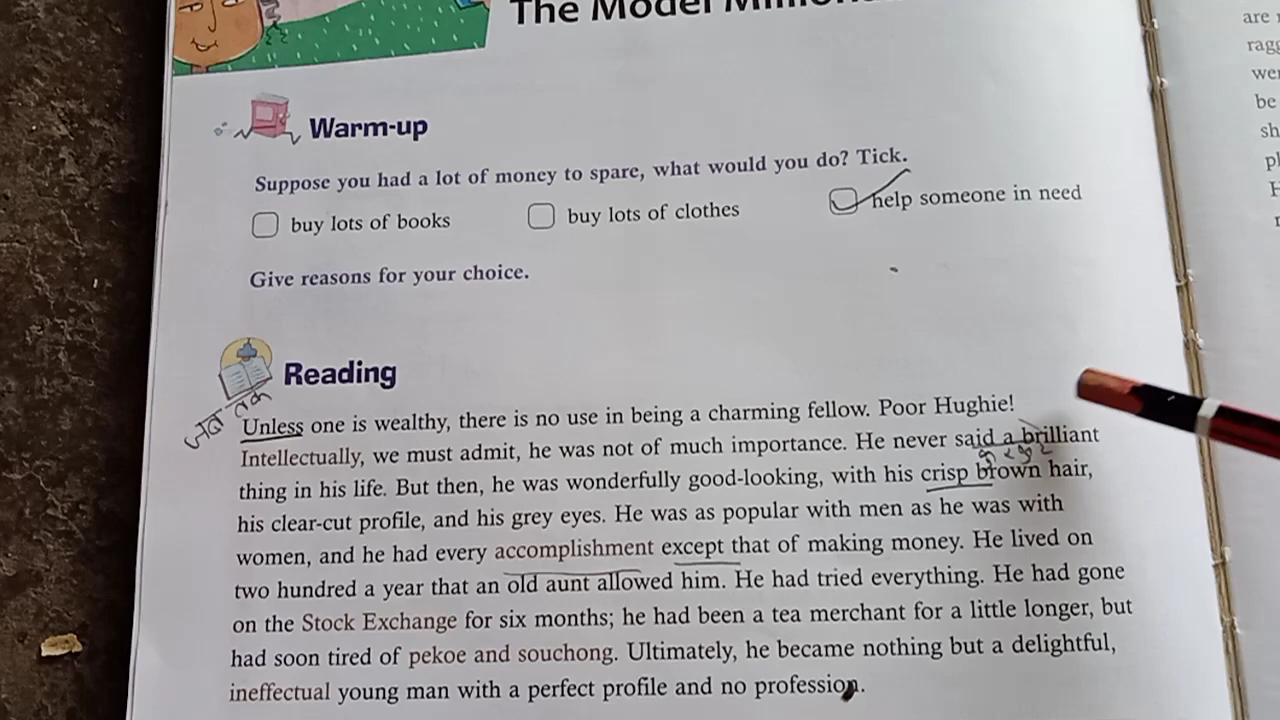 The Model
Warm-up
Suppose you had a lot of money to spare, what would you do? Tick.
buy lots of books
buy lots of clothes
help someone in need
Give reasons for your choice.
Reading
Unless one is wealthy, there is no use in being a charming fellow. Poor Hughie!
Intellectually, we must admit, he was not of much importance. He never said a brilliant
thing in his life. But then, he was wonderfully good-looking, with his crisp brown hair,
his clear-cut profile, and his grey eyes. He was as popular with men as he was with
women, and he had every accomplishment except that of making money. He lived on
two hundred a year that an old aunt allowed him. He had tried everything. He had gone
on the Stock Exchange for six months; he had been a tea merchant for a little longer, but
had soon tired of pekoe and souchong. Ultimately, he became nothing but a delightful,
ineffectual young man with a perfect profile and no profession.
are
be